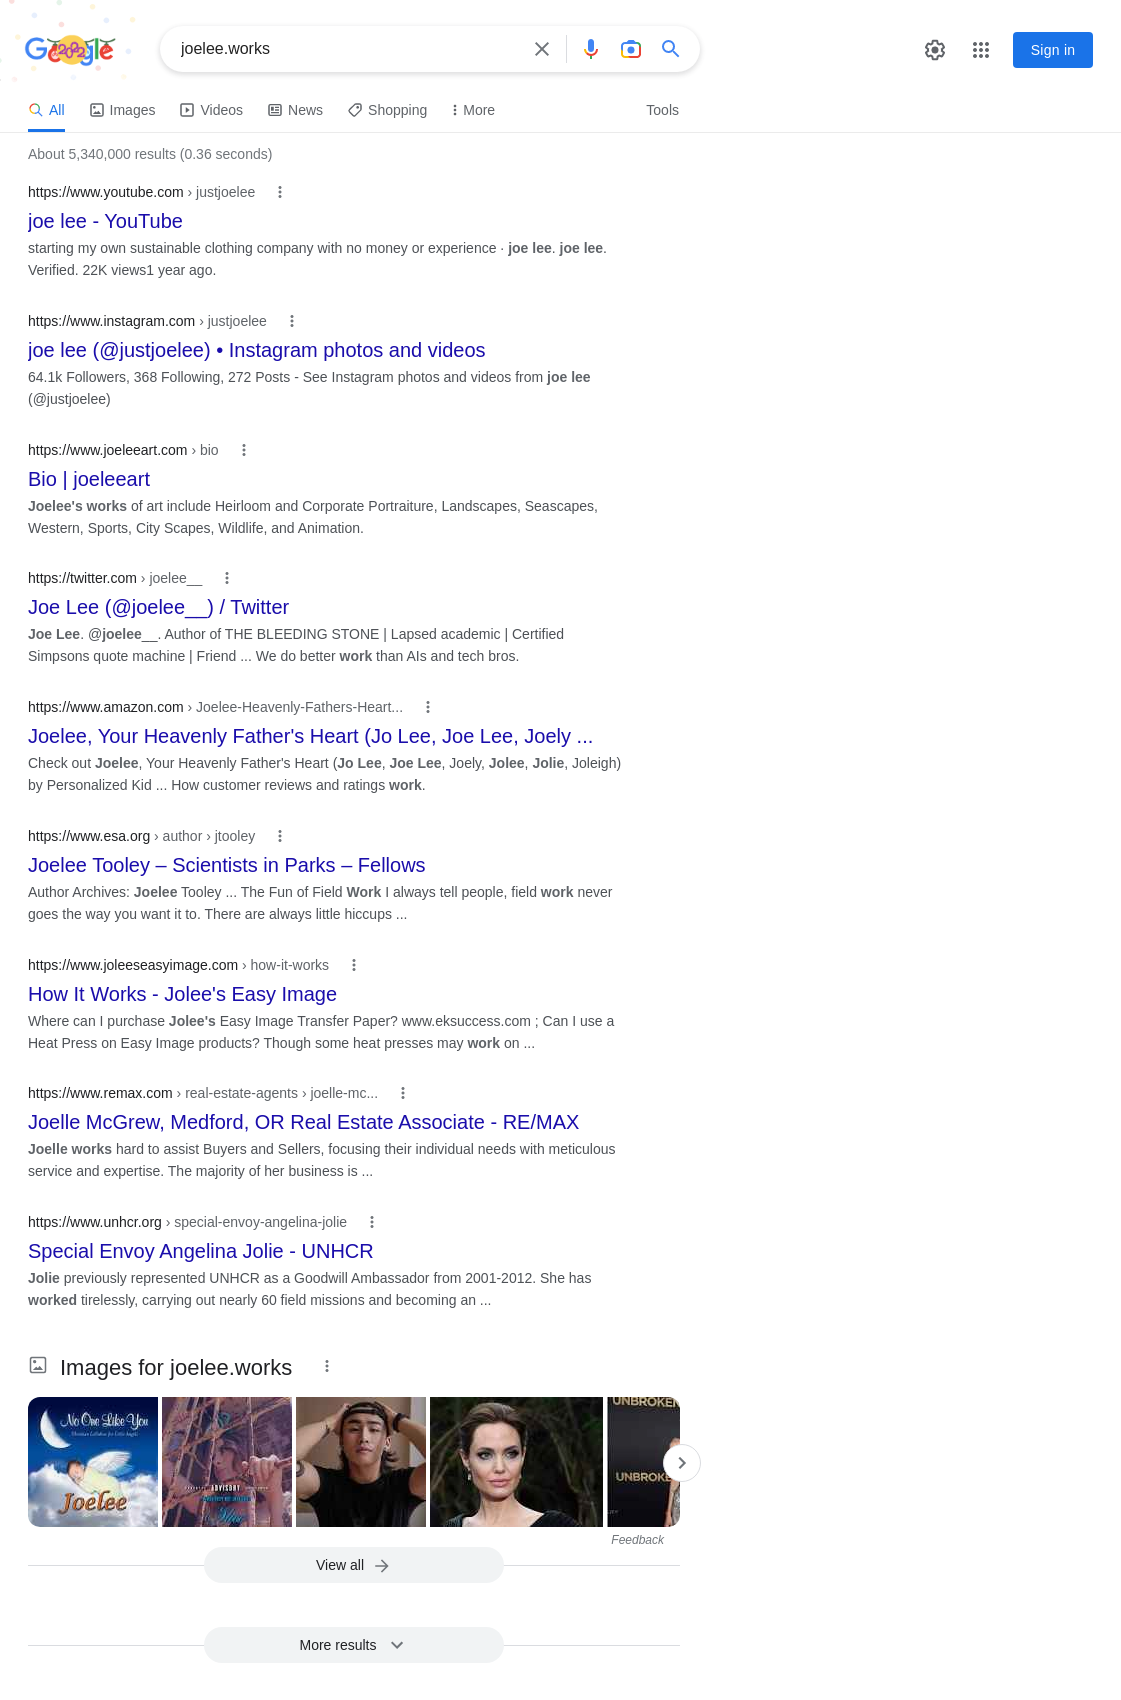 Google
joelee.works
Sign in
All
Images
Videos
News
Shopping
More
Tools
About 5,340,000 results (0.36 seconds)
https://www.youtube.com › justjoelee
joe lee - YouTube
starting my own sustainable clothing company with no money or experience · joe lee. joe lee.
Verified. 22K views1 year ago.
https://www.instagram.com › justjoelee
joe lee (@justjoelee) • Instagram photos and videos
64.1k Followers, 368 Following, 272 Posts - See Instagram photos and videos from joe lee
(@justjoelee)
https://www.joeleeart.com › bio
Bio | joeleeart
Joelee's works of art include Heirloom and Corporate Portraiture, Landscapes, Seascapes,
Western, Sports, City Scapes, Wildlife, and Animation.
https://twitter.com › joelee__
Joe Lee (@joelee__) / Twitter
Joe Lee. @joelee__. Author of THE BLEEDING STONE | Lapsed academic | Certified
Simpsons quote machine | Friend ... We do better work than AIs and tech bros.
https://www.amazon.com › Joelee-Heavenly-Fathers-Heart...
Joelee, Your Heavenly Father's Heart (Jo Lee, Joe Lee, Joely ...
Check out Joelee, Your Heavenly Father's Heart (Jo Lee, Joe Lee, Joely, Jolee, Jolie, Joleigh)
by Personalized Kid ... How customer reviews and ratings work.
https://www.esa.org › author › jtooley
Joelee Tooley – Scientists in Parks – Fellows
Author Archives: Joelee Tooley ... The Fun of Field Work I always tell people, field work never
goes the way you want it to. There are always little hiccups ...
https://www.joleeseasyimage.com › how-it-works
How It Works - Jolee's Easy Image
Where can I purchase Jolee's Easy Image Transfer Paper? www.eksuccess.com ; Can I use a
Heat Press on Easy Image products? Though some heat presses may work on ...
https://www.remax.com › real-estate-agents › joelle-mc...
Joelle McGrew, Medford, OR Real Estate Associate - RE/MAX
Joelle works hard to assist Buyers and Sellers, focusing their individual needs with meticulous
service and expertise. The majority of her business is ...
https://www.unhcr.org › special-envoy-angelina-jolie
Special Envoy Angelina Jolie - UNHCR
Jolie previously represented UNHCR as a Goodwill Ambassador from 2001-2012. She has
worked tirelessly, carrying out nearly 60 field missions and becoming an ...
Images for joelee.works
No One Like You
Joelee
ADVISORY
Blue
UNBROKEN
UNBROKE
Feedback
View all
More results